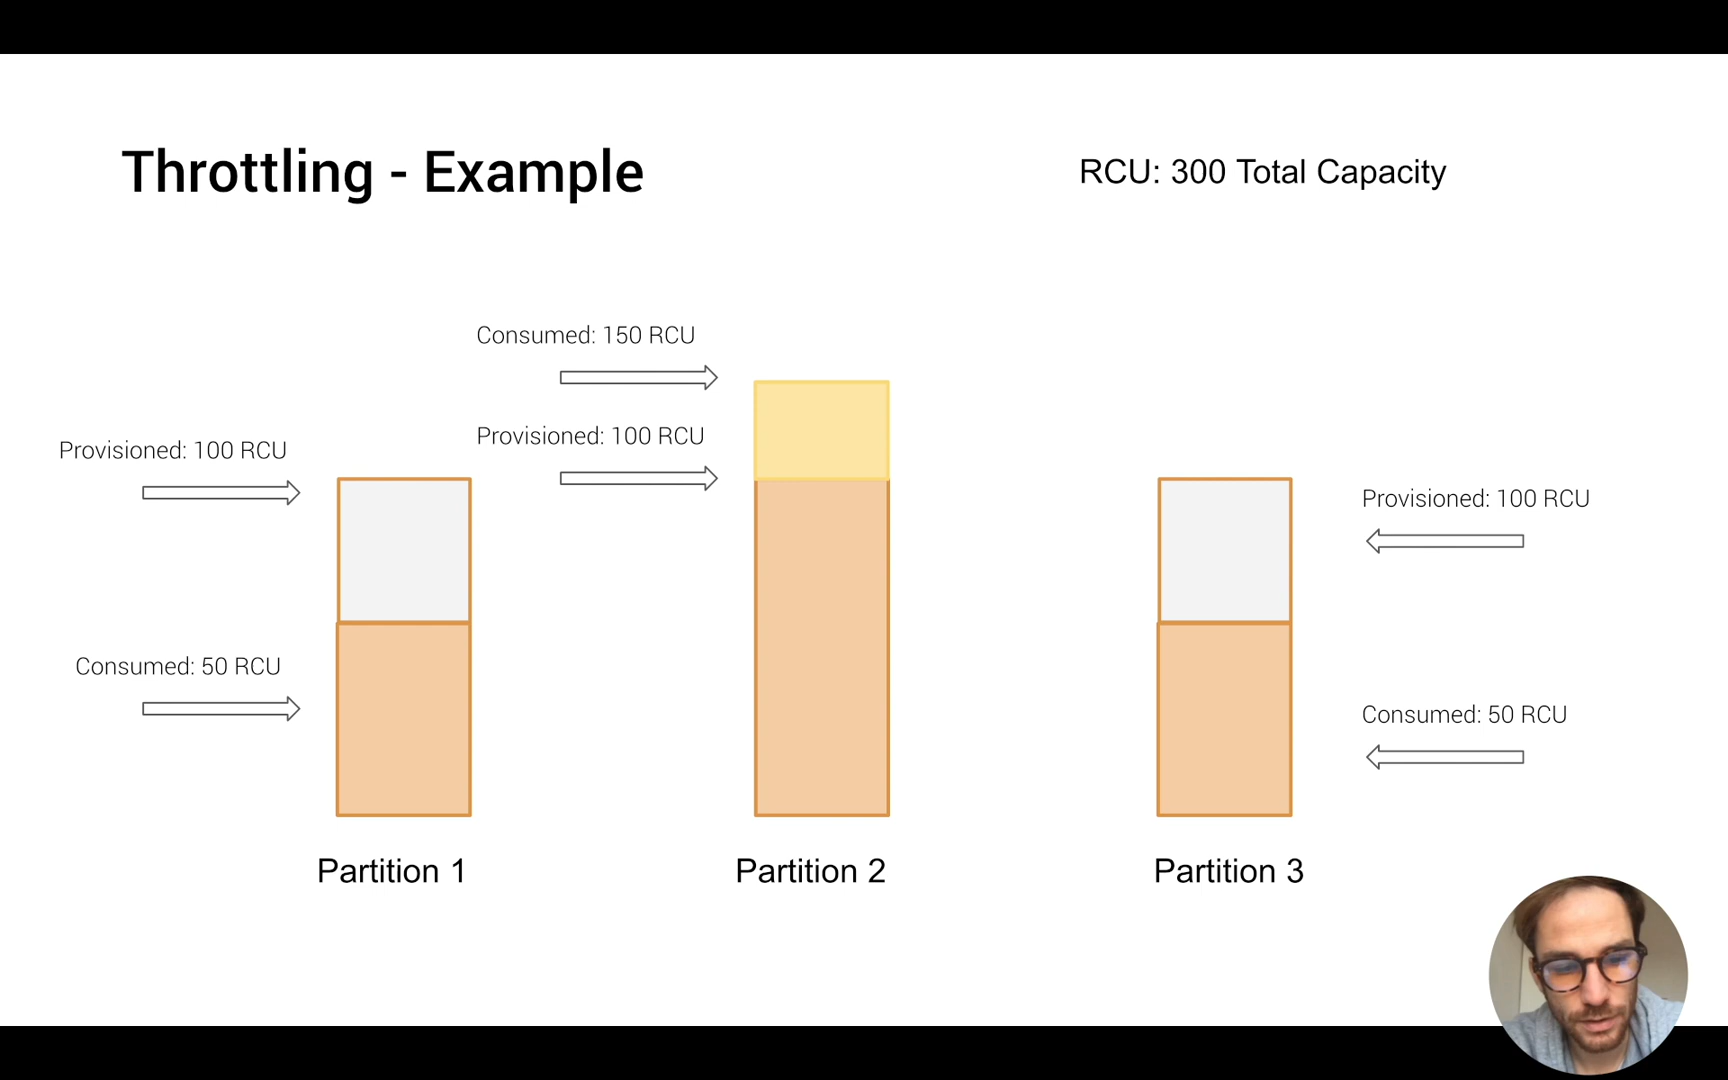 Throttling - Example
RCU: 300 Total Capacity
Consumed: 150 RCU
Provisioned: 100 RCU
Provisioned: 100 RCU
Provisioned: 100 RCU
Consumed: 50 RCU
Consumed: 50 RCU
Partition 1
Partition 2
Partition 3